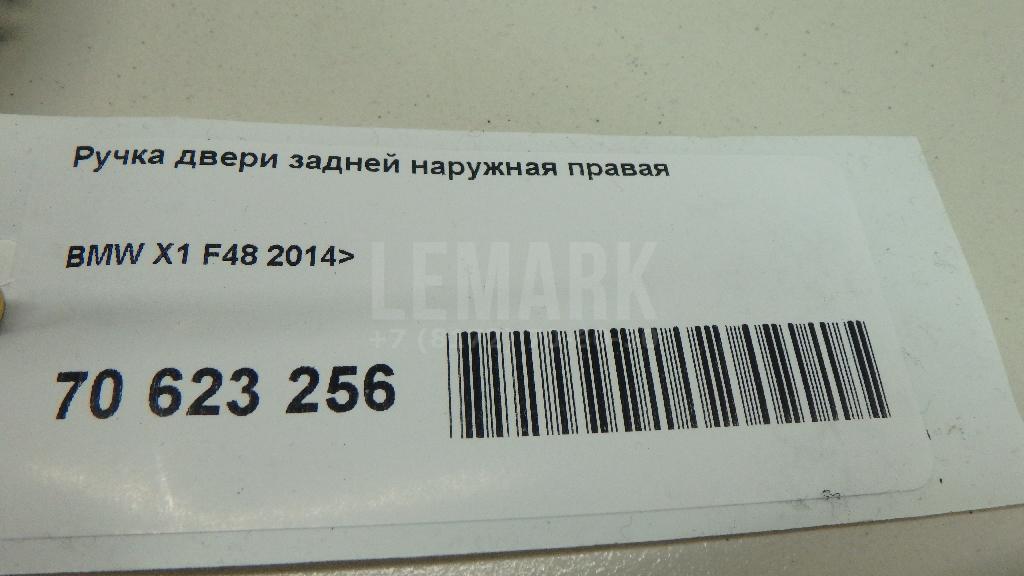 Ручка двери задней наружная правая
BMW X1 F48 2014>
LEMARK
70 623 256